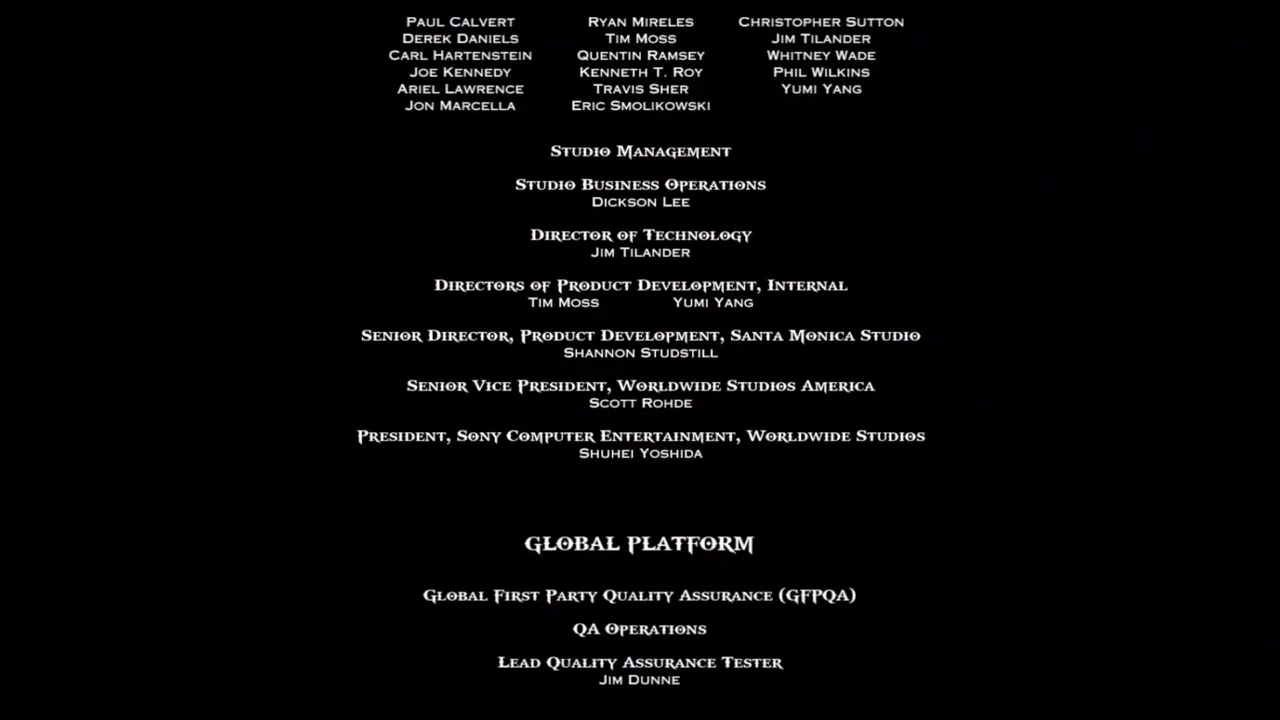 Paul Calvert Ryan Mireles Christopher Sutton
Derek Daniels Tim Moss Jim Tilander
Carl Hartenstein Quentin Ramsey Whitney Wade
Joe Kennedy Kenneth T. Roy Phil Wilkins
Ariel Lawrence Travis Sher Yumi Yang
Jon Marcella Eric Smolikowski
Studio Management
Studio Business Operations
Dickson Lee
Director of Technology
Jim Tilander
Directors of Product Development, Internal
Tim Moss Yumi Yang
Senior Director, Product Development, Santa Monica Studio
Shannon Studstill
Senior Vice President, Worldwide Studios America
Scott Rohde
President, Sony Computer Entertainment, Worldwide Studios
Shuhei Yoshida
GLOBAL PLATFORM
Global First Party Quality Assurance (GFPQA)
QA Operations
Lead Quality Assurance Tester
Jim Dunne